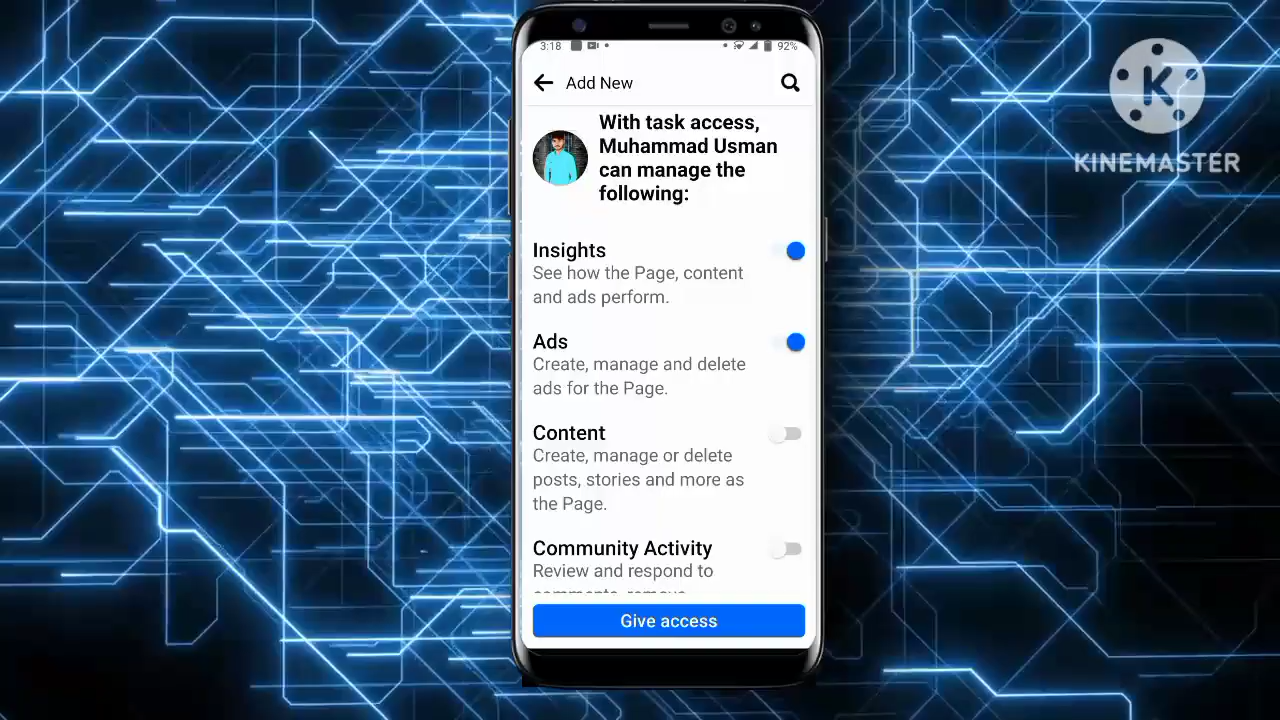 3:18
92%
Add New
With task access,
Muhammad Usman
can manage the
following:
Insights
See how the Page, content
and ads perform.
Ads
Create, manage and delete
ads for the Page.
Content
Create, manage or delete
posts, stories and more as
the Page.
Community Activity
Review and respond to
comments, remove
Give access
K
KINEMASTER